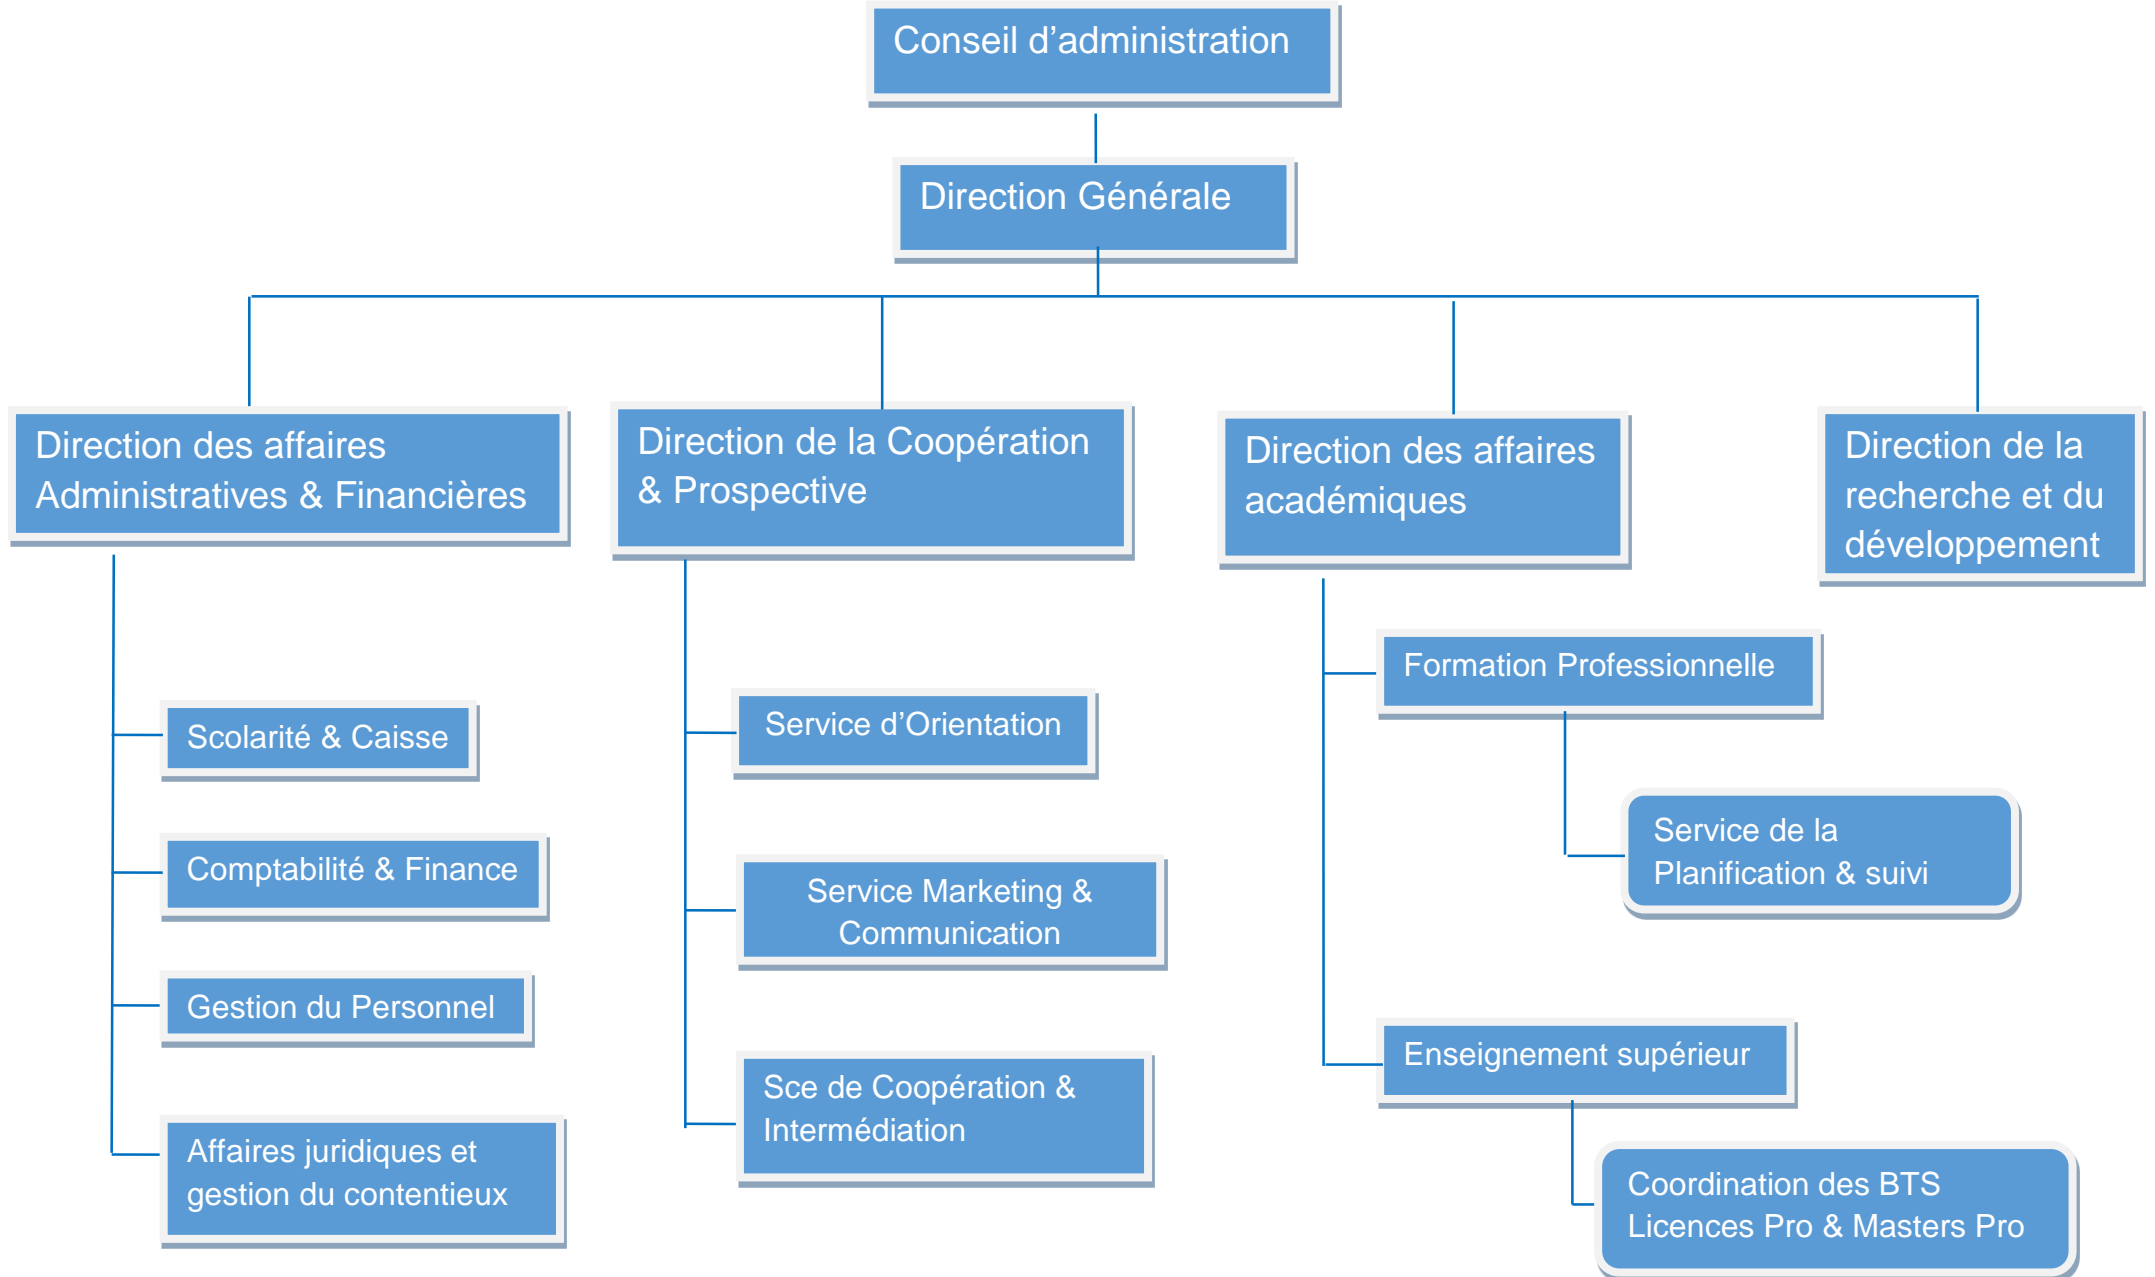 Conseil d’administration
Direction Générale
Direction des affaires
Administratives & Financières
Direction de la Coopération
& Prospective
Direction des affaires
académiques
Direction de la
recherche et du
développement
Scolarité & Caisse
Comptabilité & Finance
Gestion du Personnel
Affaires juridiques et
gestion du contentieux
Service d’Orientation
Service Marketing &
Communication
Sce de Coopération &
Intermédiation
Formation Professionnelle
Service de la
Planification & suivi
Enseignement supérieur
Coordination des BTS
Licences Pro & Masters Pro